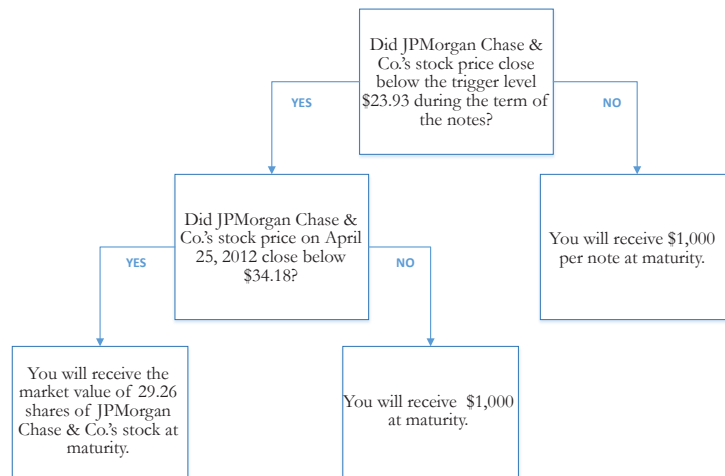 Did JPMorgan Chase &
Co.'s stock price close
below the trigger level
$23.93 during the term of
the notes?
YES
NO
Did JPMorgan Chase &
Co.'s stock price on April
25, 2012 close below
$34.18?
You will receive $1,000
per note at maturity.
YES
NO
You will receive the
market value of 29.26
shares of JPMorgan
Chase & Co.'s stock at
maturity.
You will receive $1,000
at maturity.